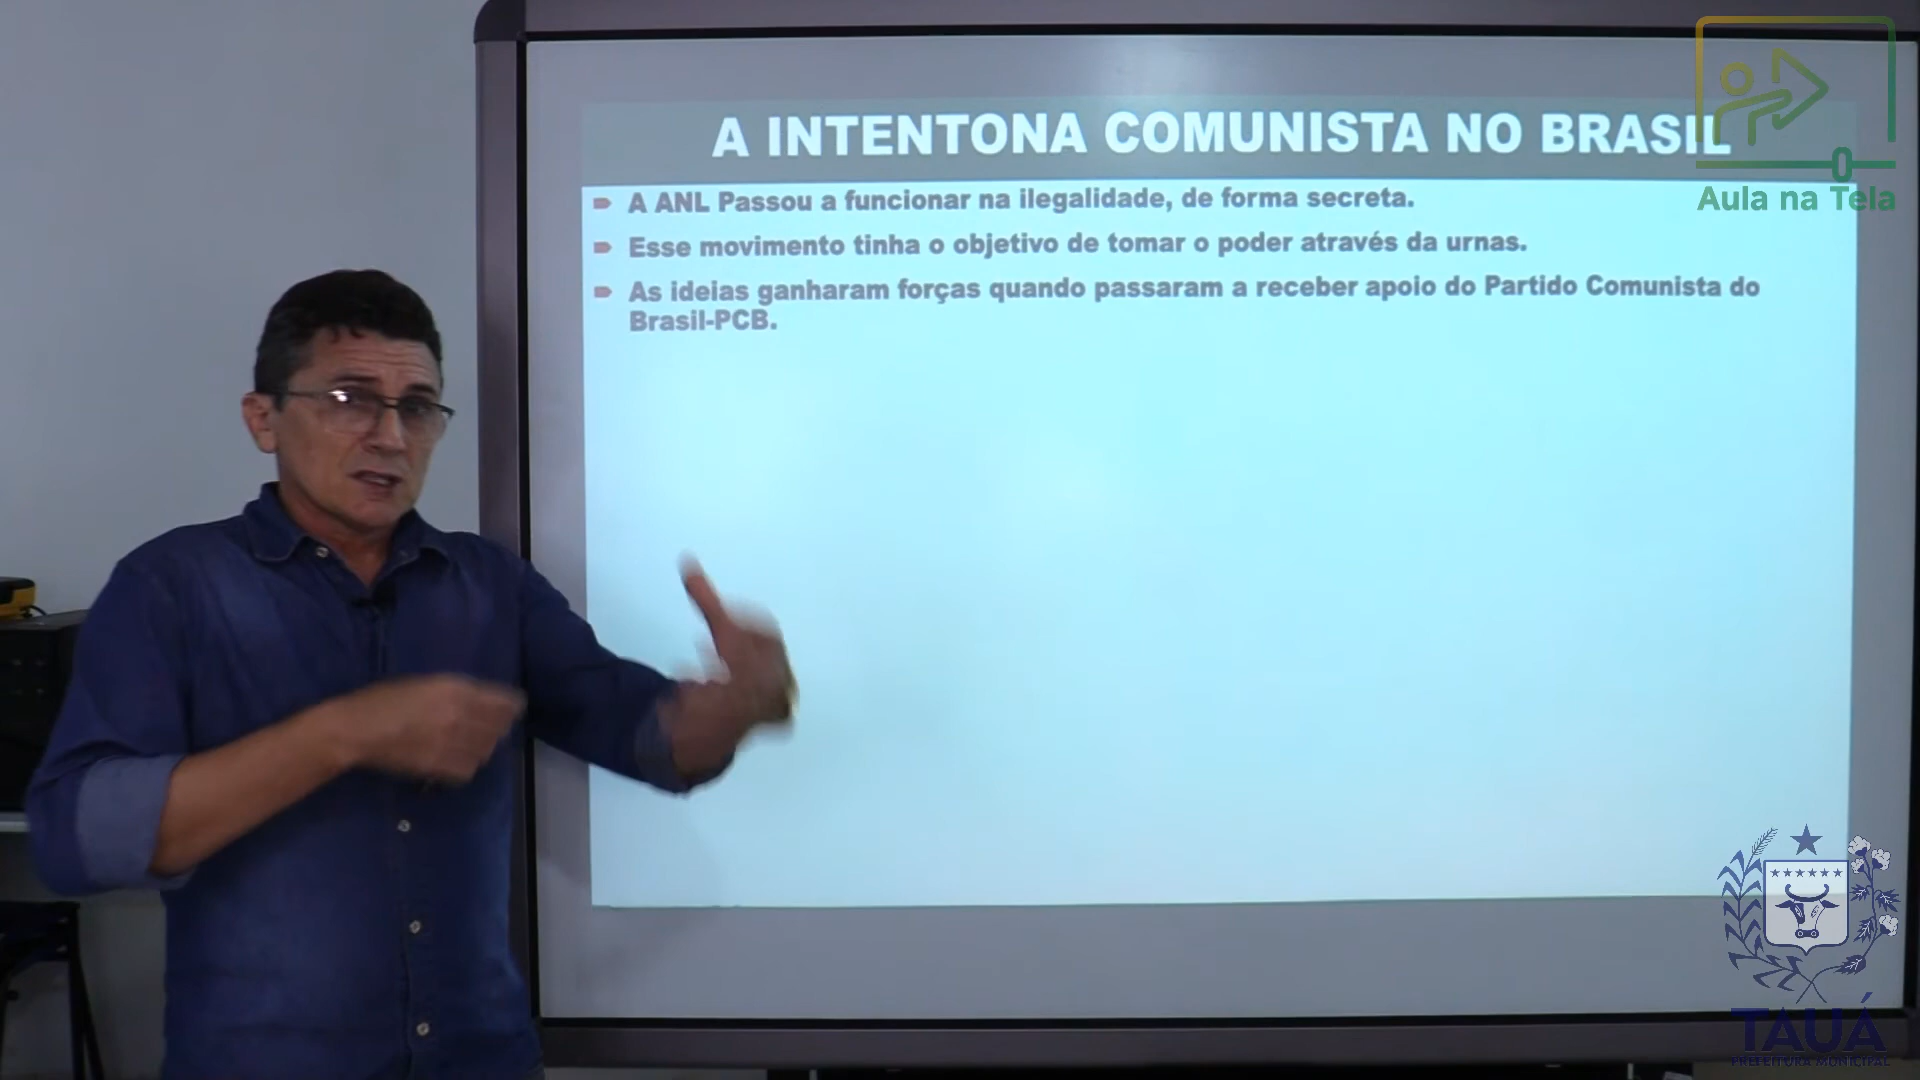 A INTENTONA COMUNISTA NO BRASIL
Aula na Tela
A ANL Passou a funcionar na ilegalidade, de forma secreta.
Esse movimento tinha o objetivo de tomar o poder através da urnas.
As ideias ganharam forças quando passaram a receber apoio do Partido Comunista do
Brasil-PCB.
TAUÁ
PREFEITURA MUNICIPAL